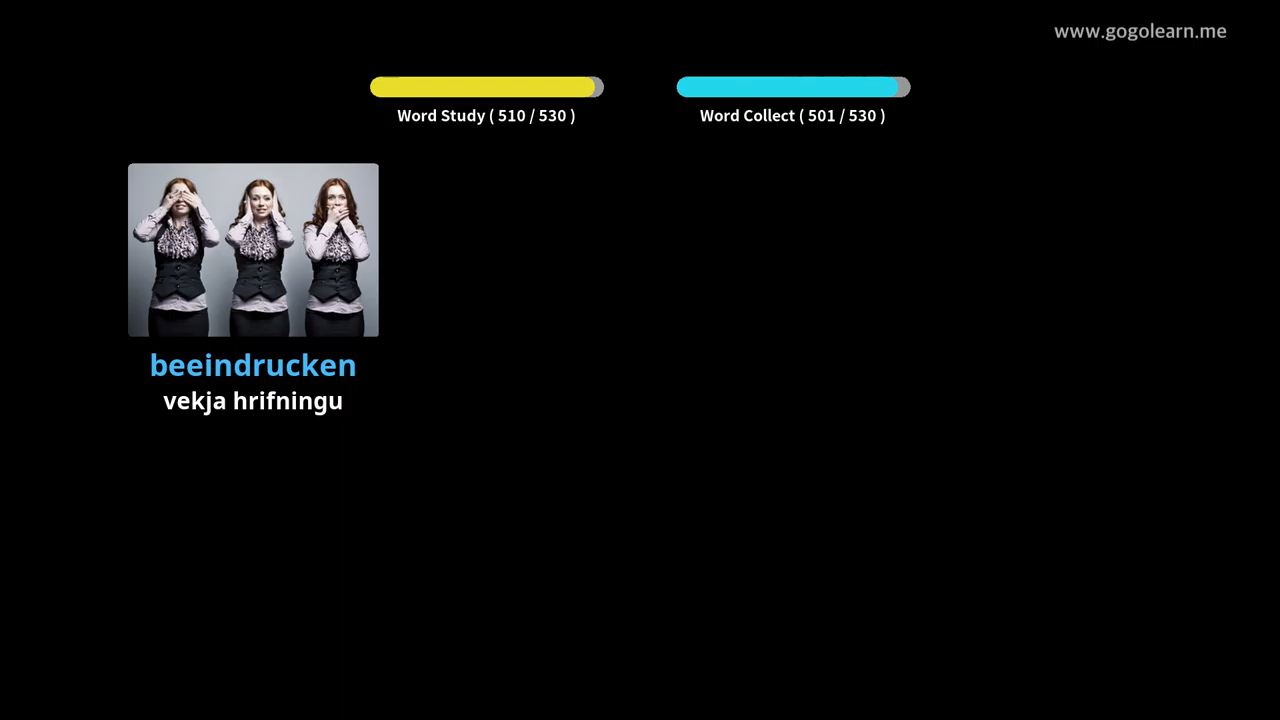 www.gogolearn.me
Word Study ( 510 / 530 )
Word Collect ( 501 / 530 )
beeindrucken
vekja hrifningu